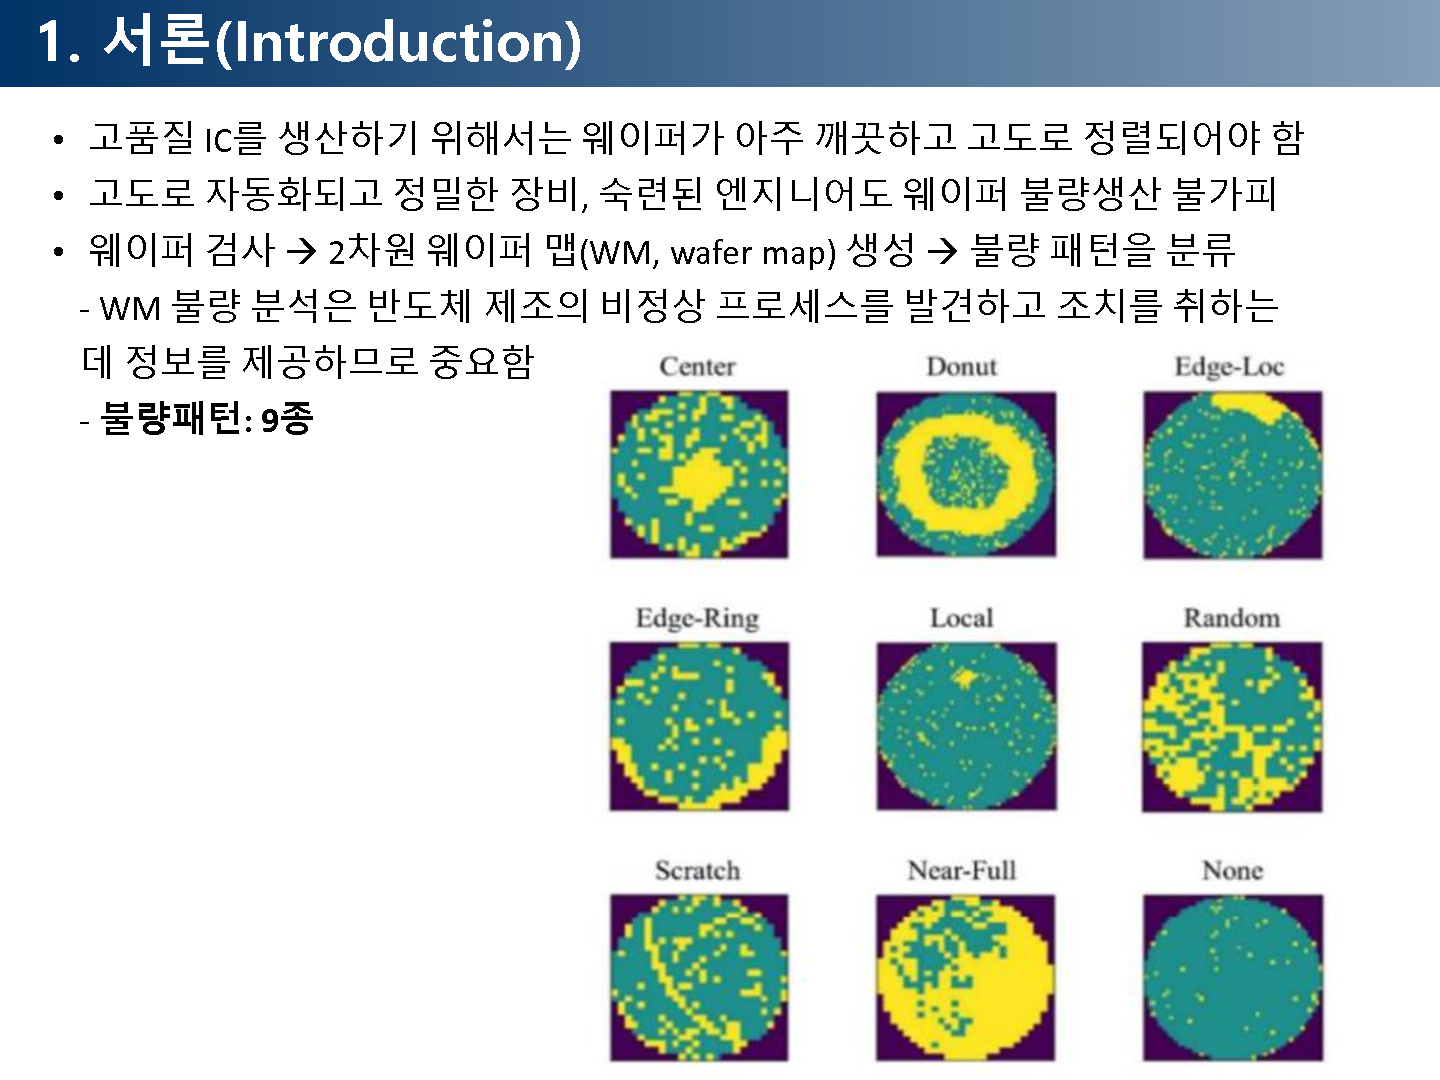 1. 서론(Introduction)
• 고품질 IC를 생산하기 위해서는 웨이퍼가 아주 깨끗하고 고도로 정렬되어야 함
• 고도로 자동화되고 정밀한 장비, 숙련된 엔지니어도 웨이퍼 불량생산 불가피
• 웨이퍼 검사 → 2차원 웨이퍼 맵(WM, wafer map) 생성 → 불량 패턴을 분류
- WM 불량 분석은 반도체 제조의 비정상 프로세스를 발견하고 조치를 취하는
데 정보를 제공하므로 중요함
- 불량패턴: 9종
Center Donut Edge-Loc
Edge-Ring Local Random
Scratch Near-Full None